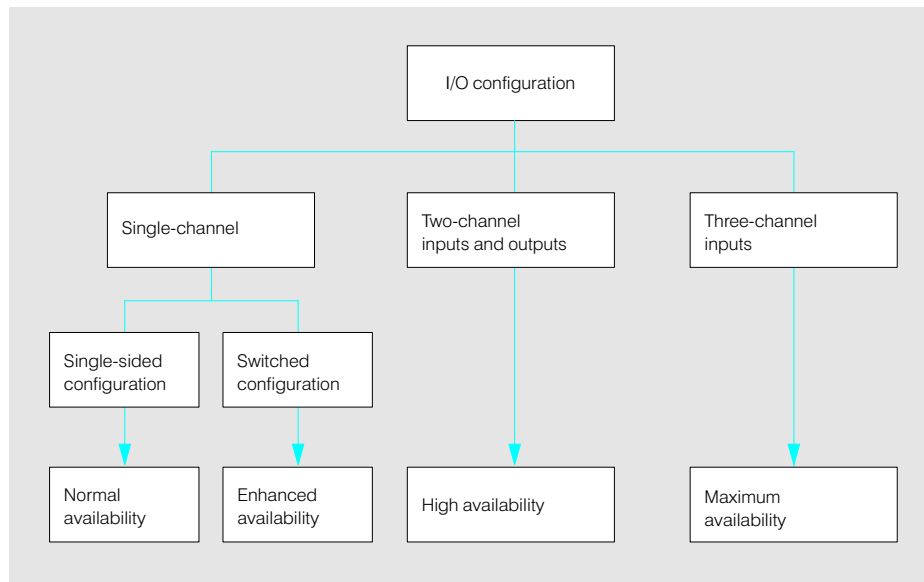 I/O configuration
Single-channel
Two-channel
inputs and outputs
Three-channel
inputs
Single-sided
configuration
Switched
configuration
Normal
availability
Enhanced
availability
High availability
Maximum
availability